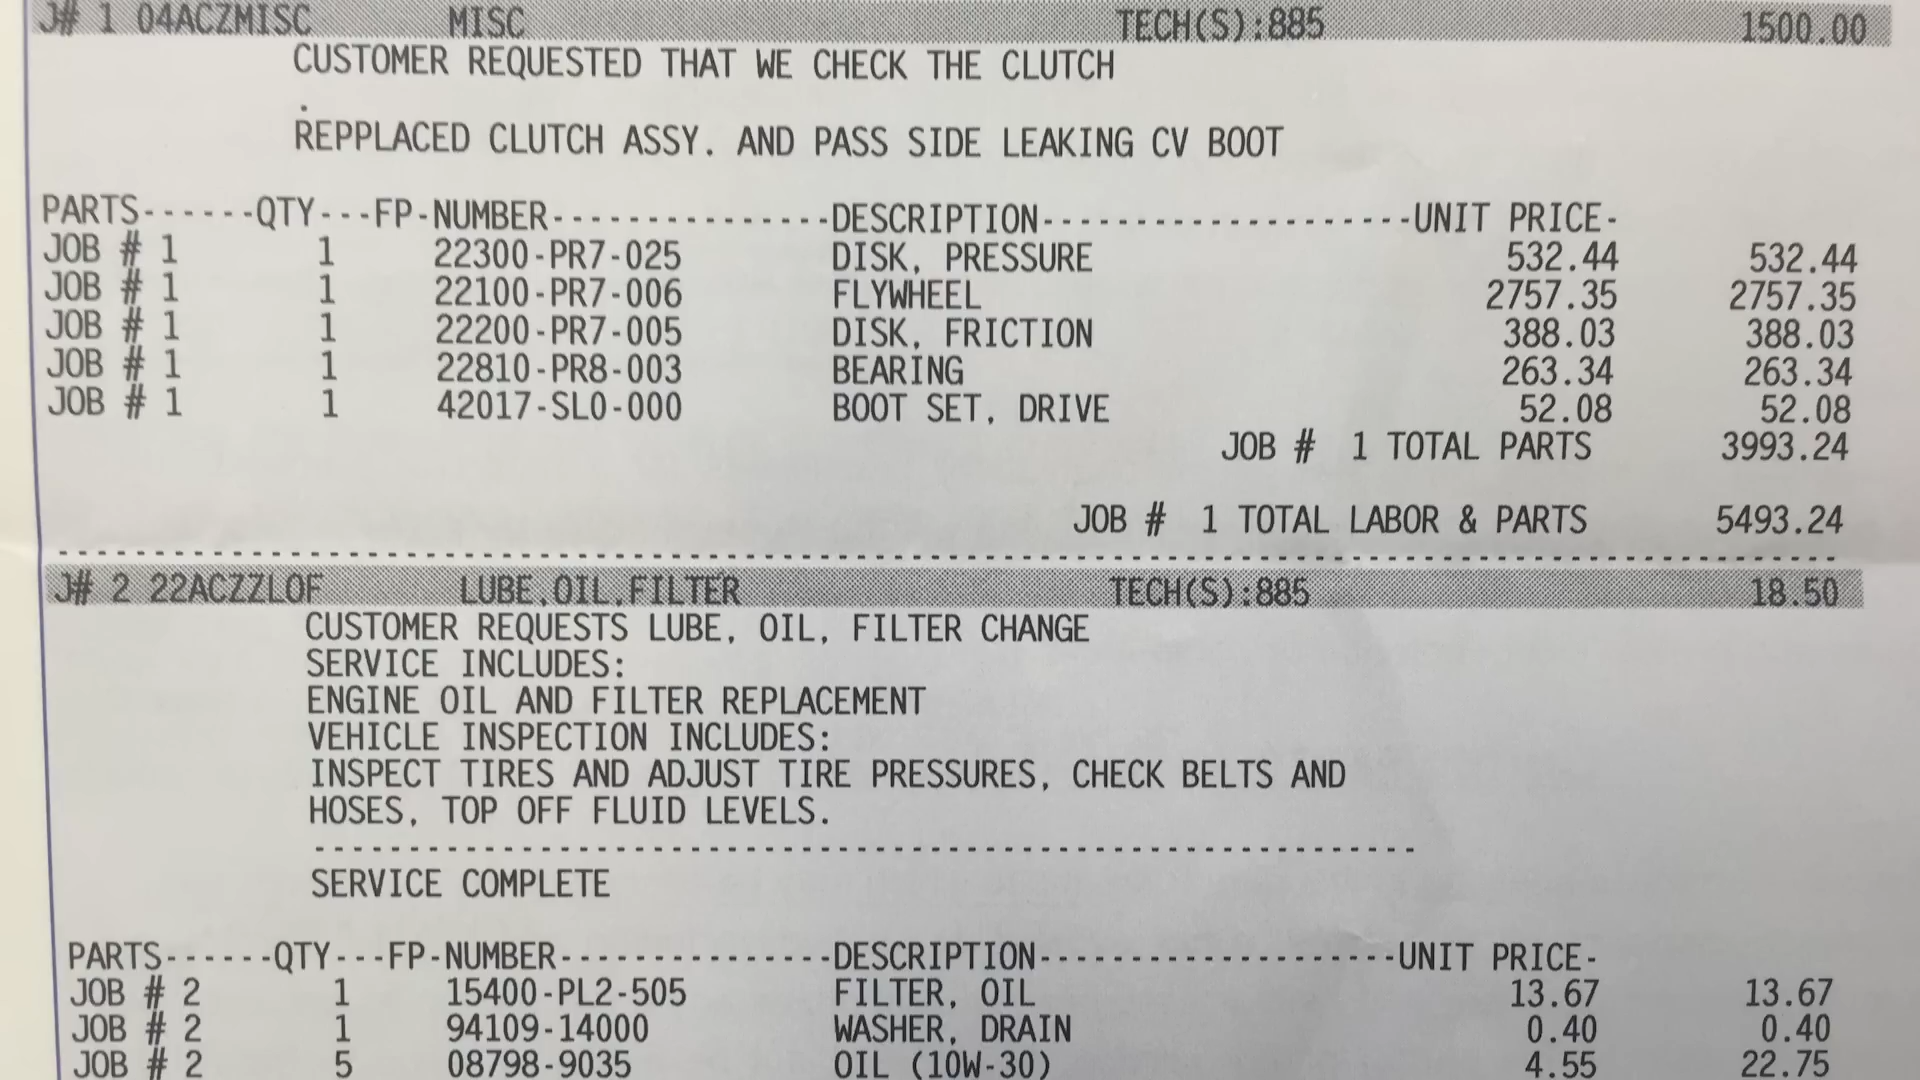 J# 1 04ACZMISC MISC TECH(S):885 1500.00
CUSTOMER REQUESTED THAT WE CHECK THE CLUTCH
.
REPPLACED CLUTCH ASSY. AND PASS SIDE LEAKING CV BOOT
PARTS------QTY---FP-NUMBER---------------DESCRIPTION--------------------UNIT PRICE-
JOB # 1 1 22300-PR7-025 DISK, PRESSURE 532.44 532.44
JOB # 1 1 22100-PR7-006 FLYWHEEL 2757.35 2757.35
JOB # 1 1 22200-PR7-005 DISK, FRICTION 388.03 388.03
JOB # 1 1 22810-PR8-003 BEARING 263.34 263.34
JOB # 1 1 42017-SL0-000 BOOT SET, DRIVE 52.08 52.08
JOB # 1 TOTAL PARTS 3993.24
JOB # 1 TOTAL LABOR & PARTS 5493.24
J# 2 22ACZZLOF LUBE,OIL,FILTER TECH(S):885 18.50
CUSTOMER REQUESTS LUBE, OIL, FILTER CHANGE
SERVICE INCLUDES:
ENGINE OIL AND FILTER REPLACEMENT
VEHICLE INSPECTION INCLUDES:
INSPECT TIRES AND ADJUST TIRE PRESSURES, CHECK BELTS AND
HOSES, TOP OFF FLUID LEVELS.
SERVICE COMPLETE
PARTS------QTY---FP-NUMBER---------------DESCRIPTION--------------------UNIT PRICE-
JOB # 2 1 15400-PL2-505 FILTER, OIL 13.67 13.67
JOB # 2 1 94109-14000 WASHER, DRAIN 0.40 0.40
JOB # 2 5 08798-9035 OIL (10W-30) 4.55 22.75